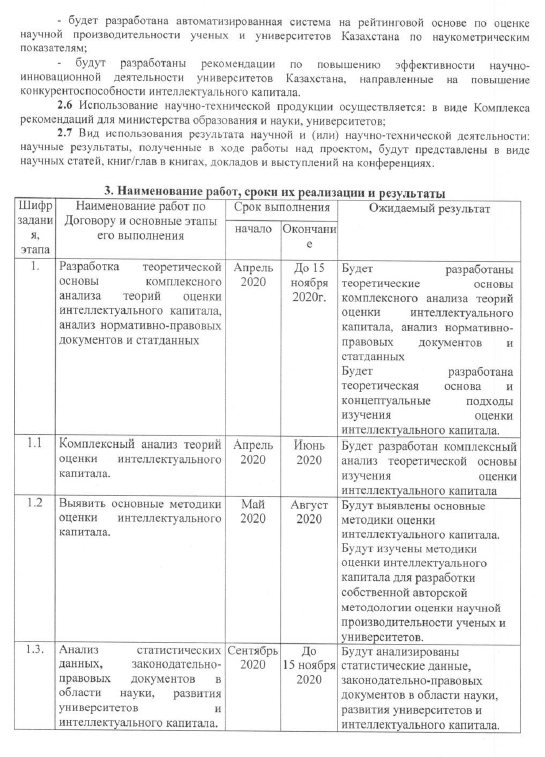 - будет разработана автоматизированная система на рейтинговой основе по оценке
научной производительности ученых и университетов Казахстана по наукометрическим
показателям;
- будут разработаны рекомендации по повышению эффективности научно-
инновационной деятельности университетов Казахстана, направленные на повышение
конкурентоспособности интеллектуального капитала.
2.6 Использование научно-технической продукции осуществляется: в виде Комплекса
рекомендаций для министерства образования и науки, университетов;
2.7 Вид использования результата научной и (или) научно-технической деятельности:
научные результаты, полученные в ходе работы над проектом, будут представлены в виде
научных статей, книг/глав в книгах, докладов и выступлений на конференциях.
3. Наименование работ, сроки их реализации и результаты
Шифр
задани
я,
этапа
Наименование работ по
Договору и основные этапы
его выполнения
Срок выполнения
начало
Окончани
е
Ожидаемый результат
1.
Разработка теоретической
основы комплексного
анализа теорий оценки
интеллектуального капитала,
анализ нормативно-правовых
документов и статданных
Апрель
2020
До 15
ноября
2020г.
Будет разработаны
теоретические основы
комплексного анализа теорий
оценки интеллектуального
капитала, анализ нормативно-
правовых документов и
статданных
Будет разработана
теоретическая основа и
концептуальные подходы
изучения оценки
интеллектуального капитала.
1.1
Комплексный анализ теорий
оценки интеллектуального
капитала.
Апрель
2020
Июнь
2020
Будет разработан комплексный
анализ теоретической основы
изучения оценки
интеллектуального капитала
1.2
Выявить основные методики
оценки интеллектуального
капитала.
Май
2020
Август
2020
Будут выявлены основные
методики оценки
интеллектуального капитала.
Будут изучены методики
оценки интеллектуального
капитала для разработки
собственной авторской
методологии оценки научной
производительности ученых и
университетов.
1.3.
Анализ статистических
данных, законодательно-
правовых документов в
области науки, развития
университетов и
интеллектуального капитала.
Сентябрь
2020
До
15 ноября
2020
Будут анализированы
статистические данные,
законодательно-правовых
документов в области науки,
развития университетов и
интеллектуального капитала.